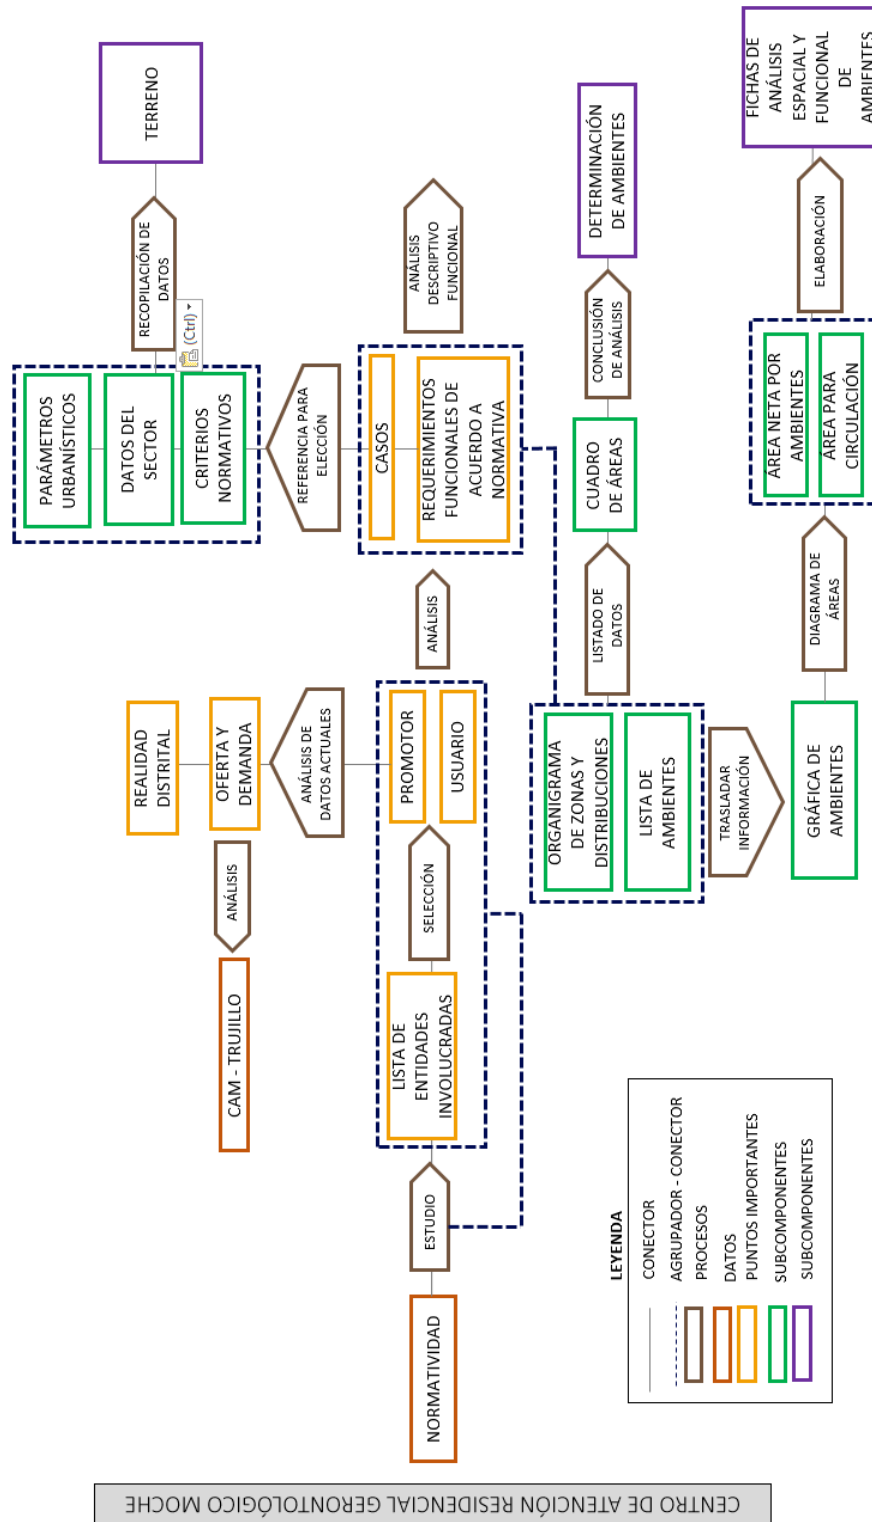 CENTRO DE ATENCIÓN RESIDENCIAL GERONTOLÓGICO MOCHE
NORMATIVIDAD
ESTUDIO
LISTA DE
ENTIDADES
INVOLUCRADAS
SELECCIÓN
PROMOTOR
USUARIO
ANÁLISIS DE
DATOS ACTUALES
OFERTA Y
DEMANDA
REALIDAD
DISTRITAL
ANÁLISIS
CAM - TRUJILLO
ANÁLISIS
CASOS
REQUERIMIENTOS
FUNCIONALES DE
ACUERDO A
NORMATIVA
ANÁLISIS
DESCRIPTIVO
FUNCIONAL
REFERENCIA PARA
ELECCIÓN
PARÁMETROS
URBANÍSTICOS
DATOS DEL
SECTOR
CRITERIOS
NORMATIVOS
(Ctrl)
RECOPILACIÓN DE
DATOS
TERRENO
ORGANIGRAMA
DE ZONAS Y
DISTRIBUCIONES
LISTA DE
AMBIENTES
LISTADO DE
DATOS
CUADRO
DE ÁREAS
CONCLUSIÓN
DE ANÁLISIS
DETERMINACIÓN
DE AMBIENTES
TRASLADAR
INFORMACIÓN
GRÁFICA DE
AMBIENTES
DIAGRAMA DE
ÁREAS
ÁREA NETA POR
AMBIENTES
ÁREA PARA
CIRCULACIÓN
ELABORACIÓN
FICHAS DE
ANÁLISIS
ESPACIAL Y
FUNCIONAL
DE
AMBIENTES
LEYENDA
CONECTOR
AGRUPADOR - CONECTOR
PROCESOS
DATOS
PUNTOS IMPORTANTES
SUBCOMPONENTES
SUBCOMPONENTES